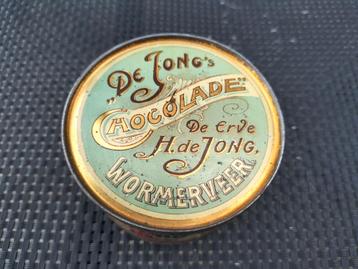 "DE JONG'S
CHOCOLADE"
De Erve
H. de JONG,
WORMERVEER